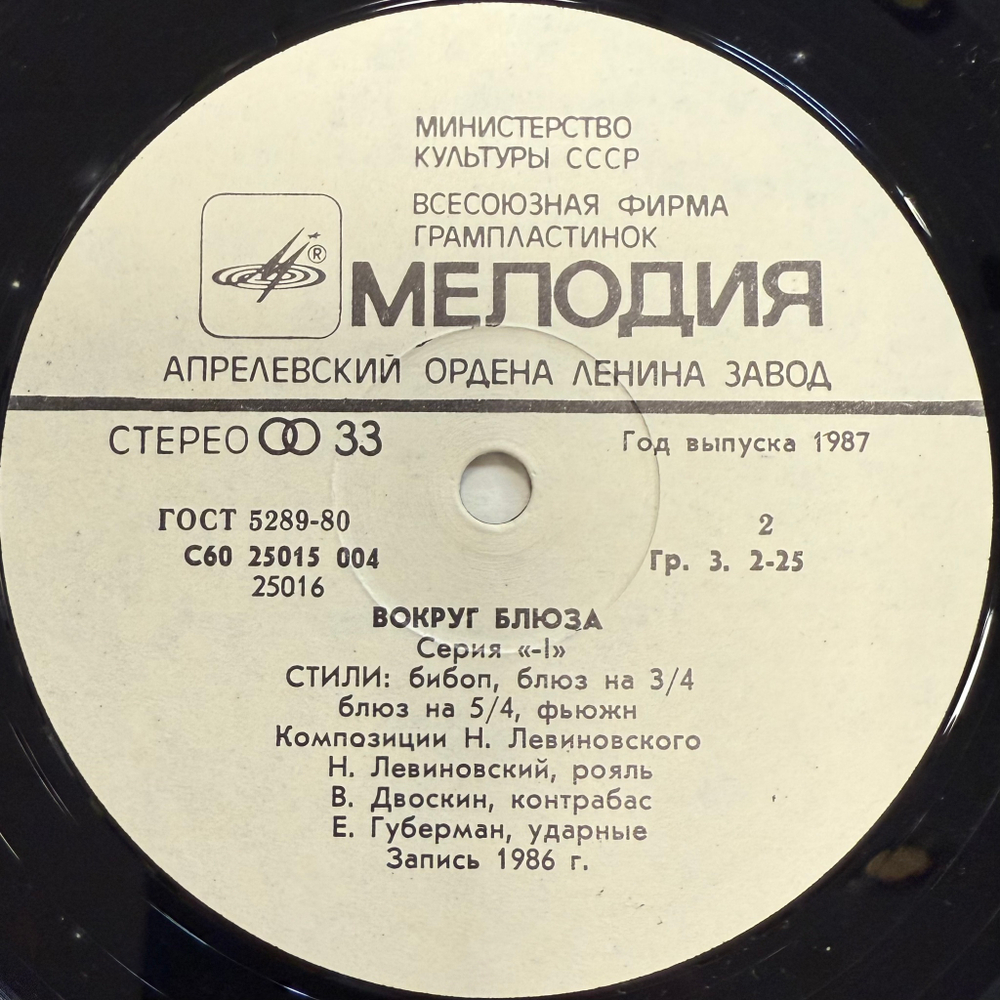 МИНИСТЕРСТВО
КУЛЬТУРЫ СССР
ВСЕСОЮЗНАЯ ФИРМА
ГРАМПЛАСТИНОК
®
МЕЛОДИЯ
АПРЕЛЕВСКИЙ ОРДЕНА ЛЕНИНА ЗАВОД
СТЕРЕО 33
Год выпуска 1987
ГОСТ 5289-80
2
С60 25015 004
Гр. 3. 2-25
25016
ВОКРУГ БЛЮЗА
Серия «-I»
СТИЛИ: бибоп, блюз на 3/4
блюз на 5/4, фьюжн
Композиции Н. Левиновского
Н. Левиновский, рояль
В. Двоскин, контрабас
Е. Губерман, ударные
Запись 1986 г.